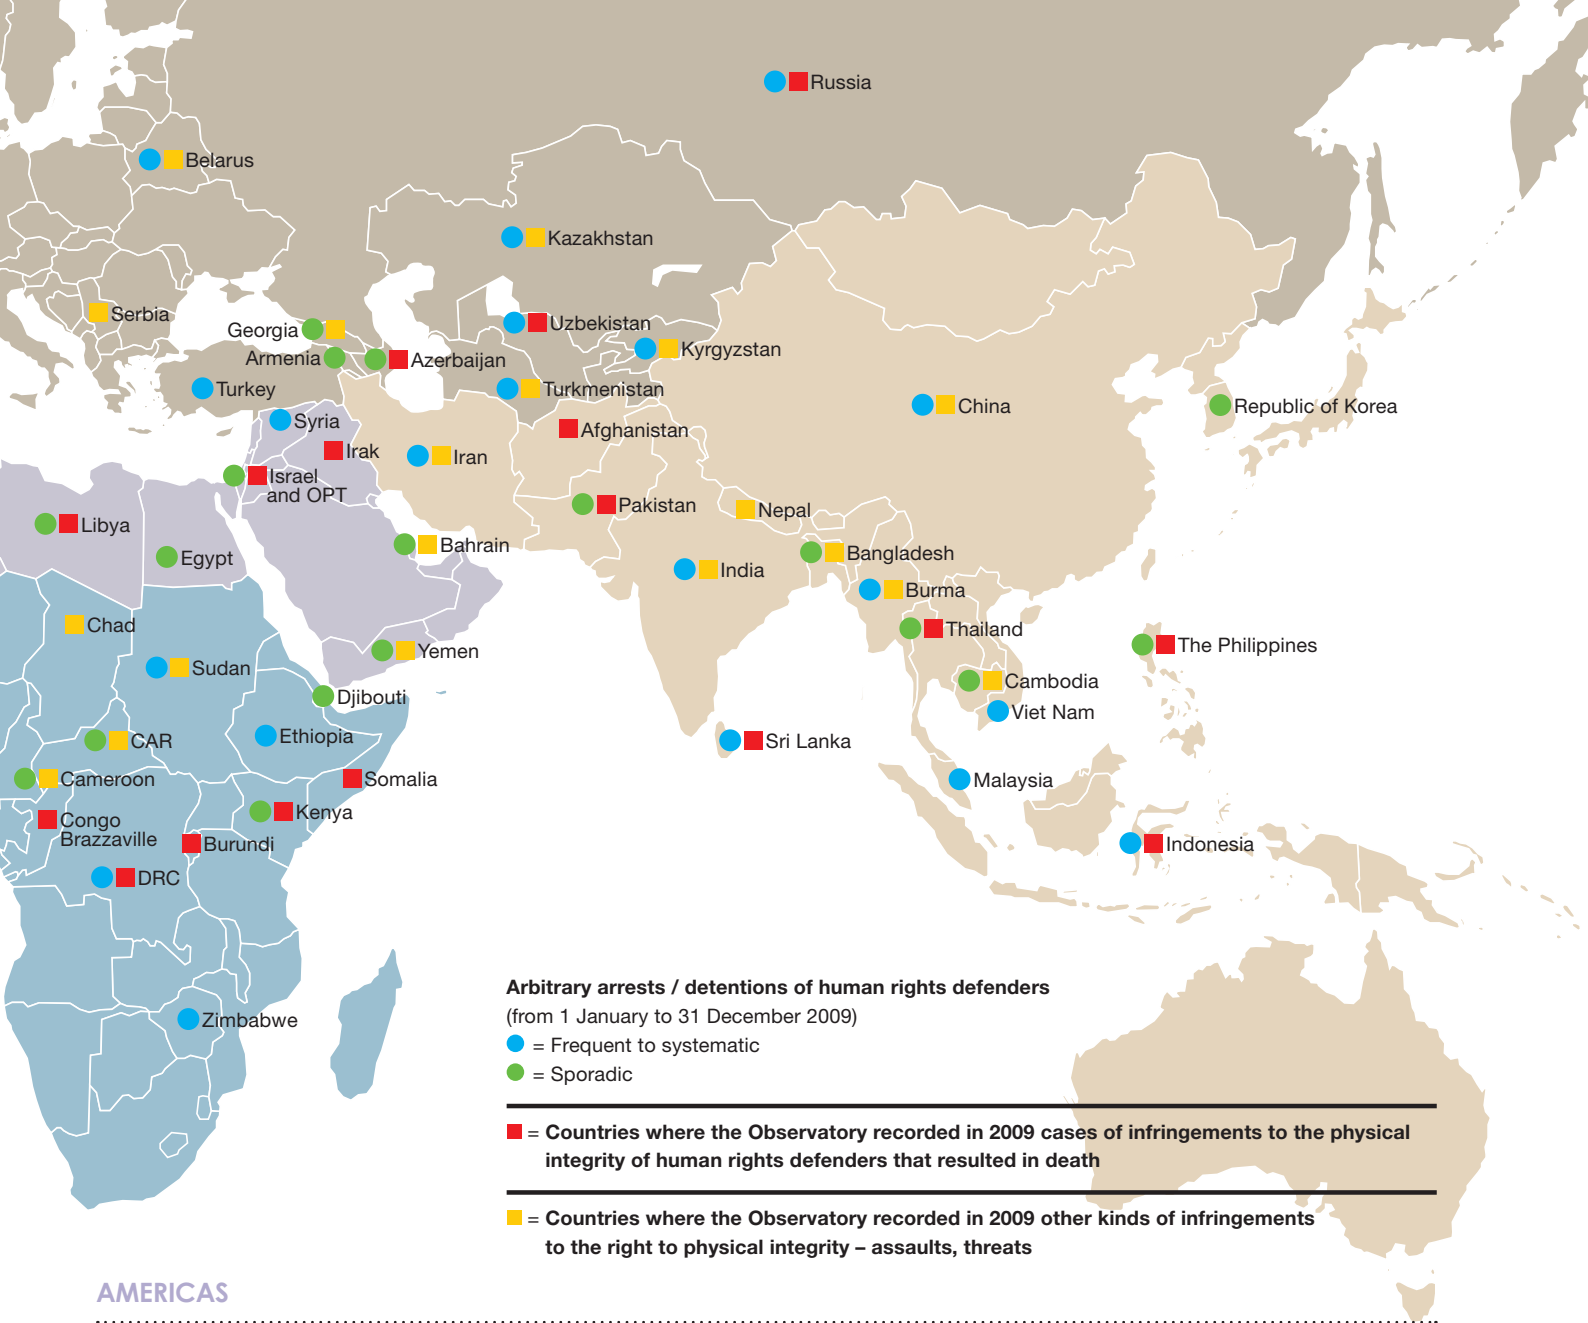 Russia
Belarus
Kazakhstan
Serbia
Georgia
Uzbekistan
Kyrgyzstan
Armenia
Azerbaijan
Turkey
Turkmenistan
China
Republic of Korea
Syria
Afghanistan
Irak
Iran
Israel
and OPT
Pakistan
Nepal
Libya
Bahrain
Bangladesh
Egypt
India
Burma
Chad
Thailand
The Philippines
Yemen
Sudan
Cambodia
Djibouti
Viet Nam
Ethiopia
CAR
Sri Lanka
Cameroon
Somalia
Malaysia
Kenya
Congo
Brazzaville
Burundi
Indonesia
DRC
Zimbabwe
Arbitrary arrests / detentions of human rights defenders
(from 1 January to 31 December 2009)
= Frequent to systematic
= Sporadic
= Countries where the Observatory recorded in 2009 cases of infringements to the physical
integrity of human rights defenders that resulted in death
= Countries where the Observatory recorded in 2009 other kinds of infringements
to the right to physical integrity – assaults, threats
AMERICAS